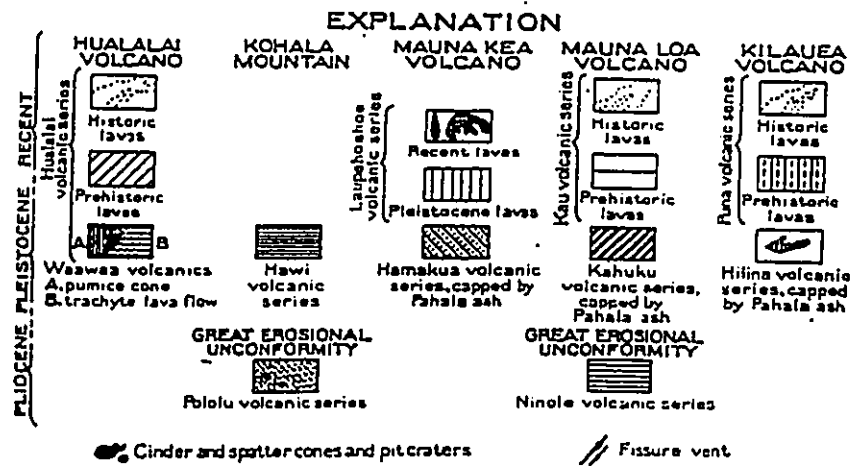 EXPLANATION
HUALALAI
VOLCANO
KOHALA
MOUNTAIN
MAUNA KEA
VOLCANO
MAUNA LOA
VOLCANO
KILAUEA
VOLCANO
PLIOCENE PLEISTOCENE RECENT
Hualalai
volcanic series
Historic
lavas
Prehistoric
lavas
A
B
Waawaa volcanics
A. pumice cone
B. trachyte lava flow
Hawi
volcanic
series
Laupahoehoe
volcanic series
Recent lavas
Pleistocene lavas
Hamakua volcanic
series, capped by
Pahala ash
Kau volcanic series
Historic
lavas
Prehistoric
lavas
Kahuku
volcanic series,
capped by
Pahala ash
Puna volcanic series
Historic
lavas
Prehistoric
lavas
Hilina volcanic
series, capped
by Pahala ash
GREAT EROSIONAL
UNCONFORMITY
Pololu volcanic series
GREAT EROSIONAL
UNCONFORMITY
Ninole volcanic series
Cinder and spatter cones and pit craters
Fissure vent